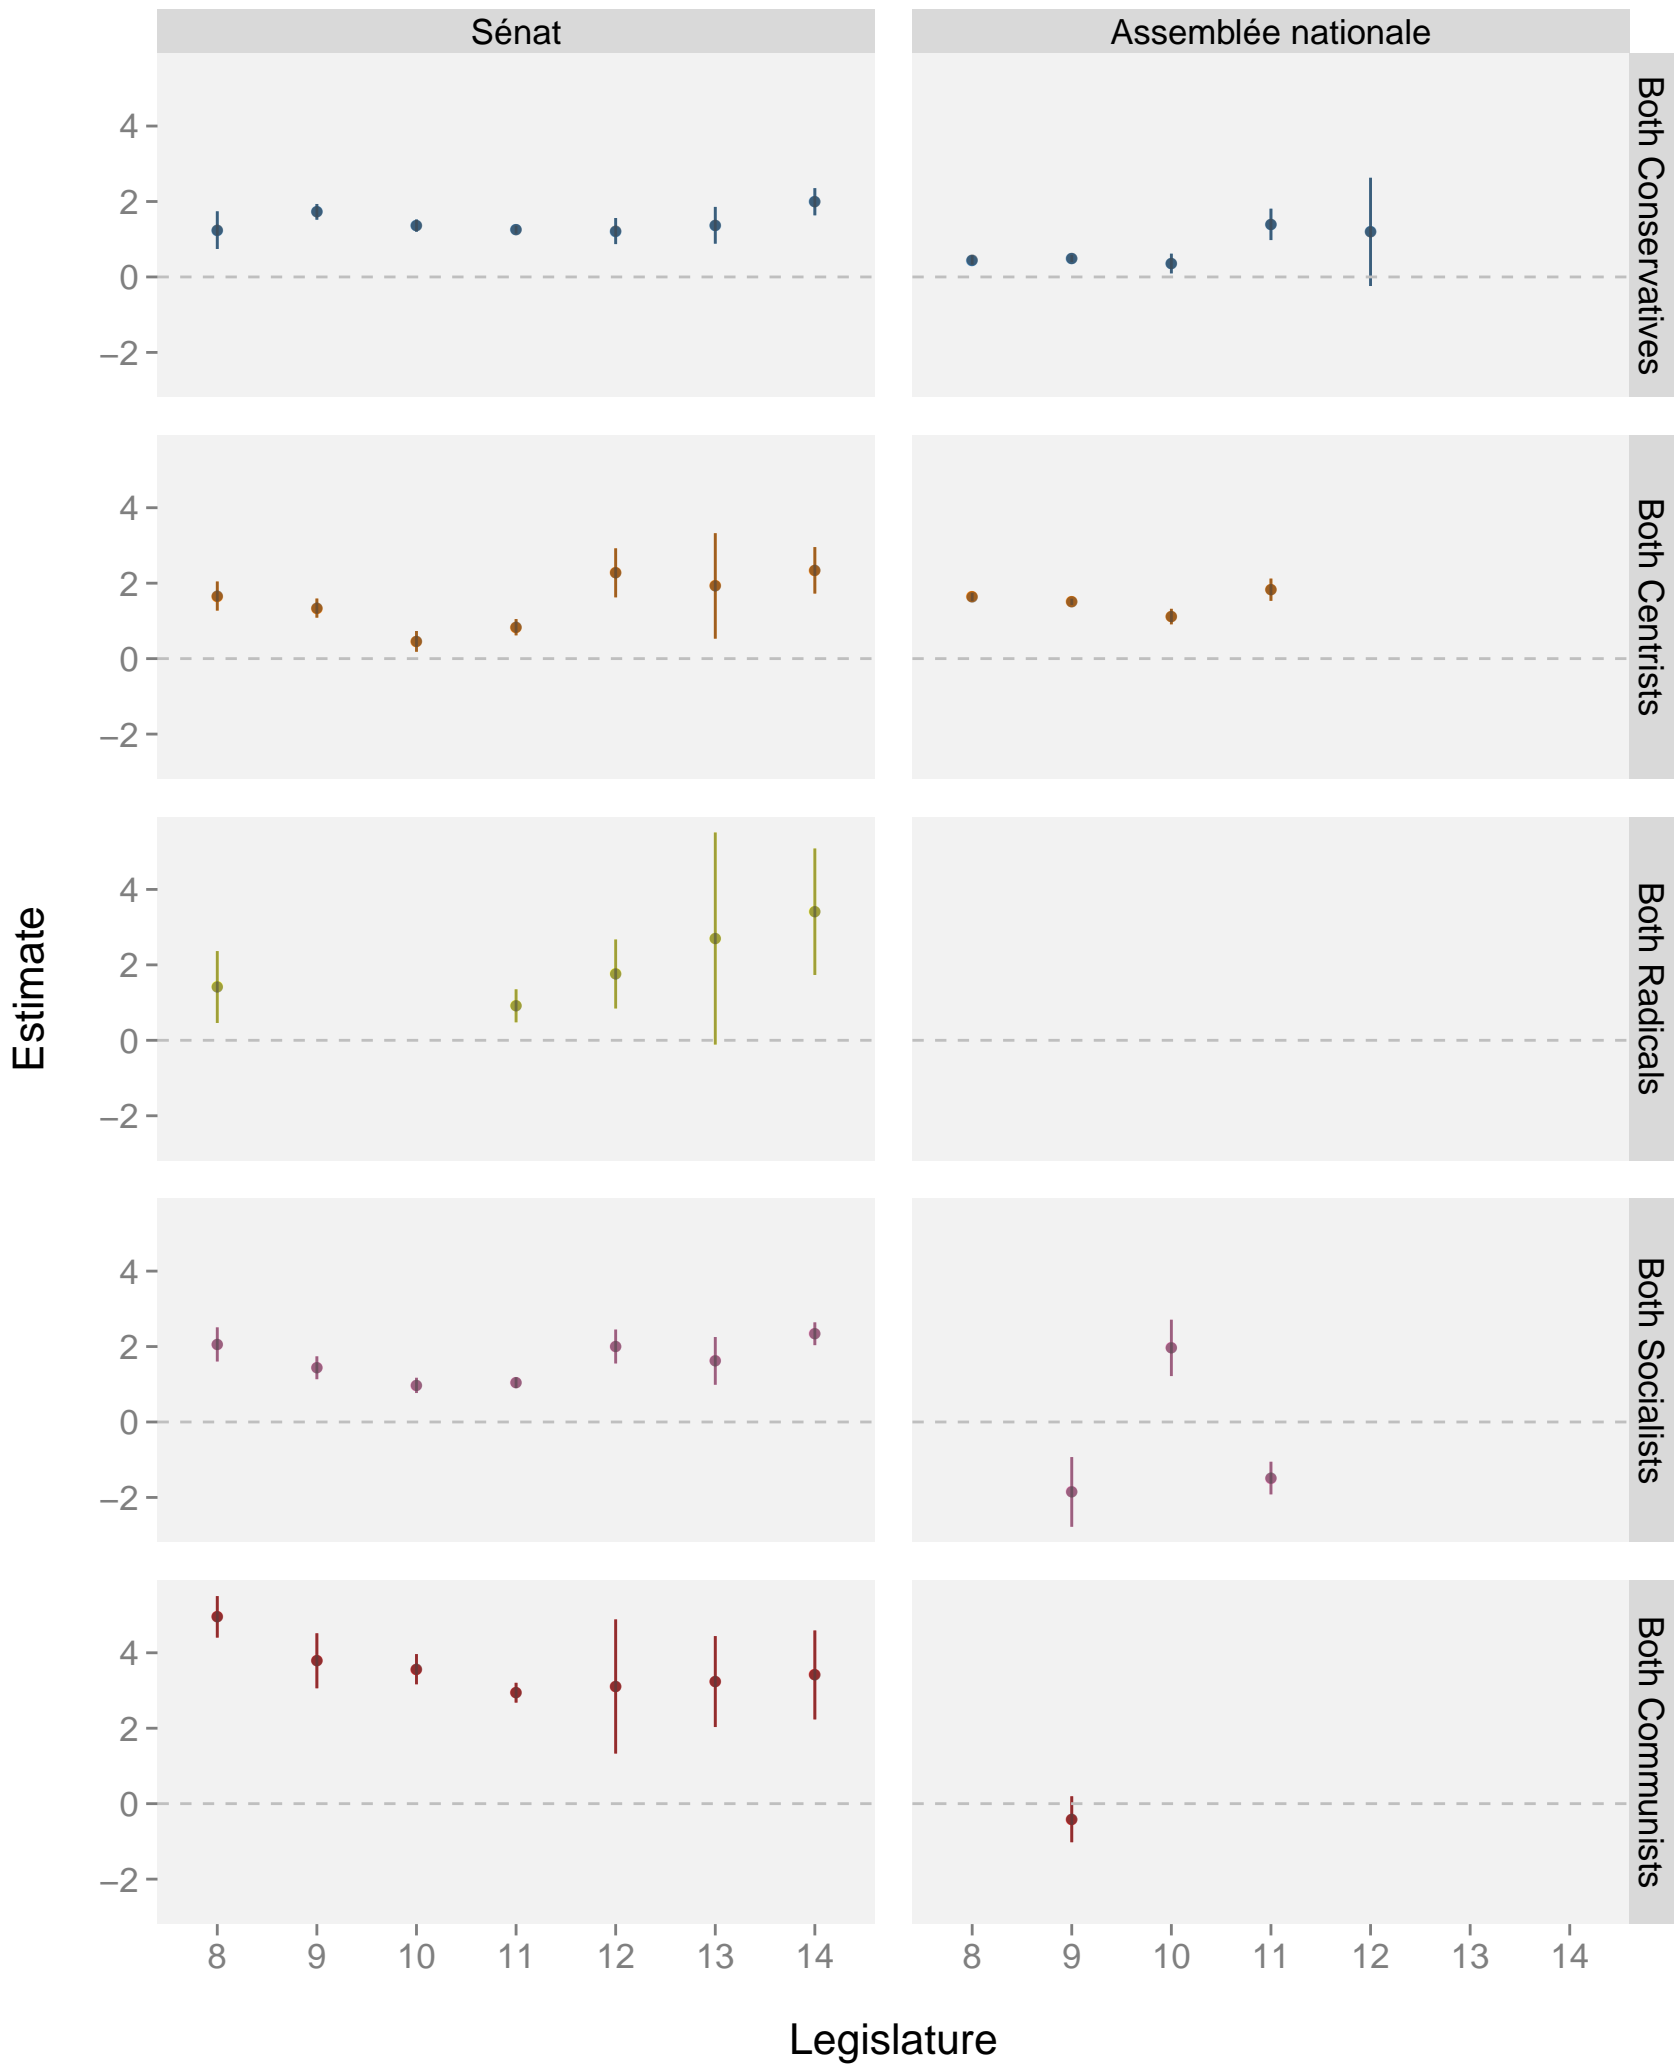 Sénat
Assemblée nationale
4
2
0
−2
Both Conservatives
4
2
0
−2
Both Centrists
4
2
0
−2
Both Radicals
4
2
0
−2
Both Socialists
4
2
0
−2
Both Communists
Estimate
8 9 10 11 12 13 14
8 9 10 11 12 13 14
Legislature